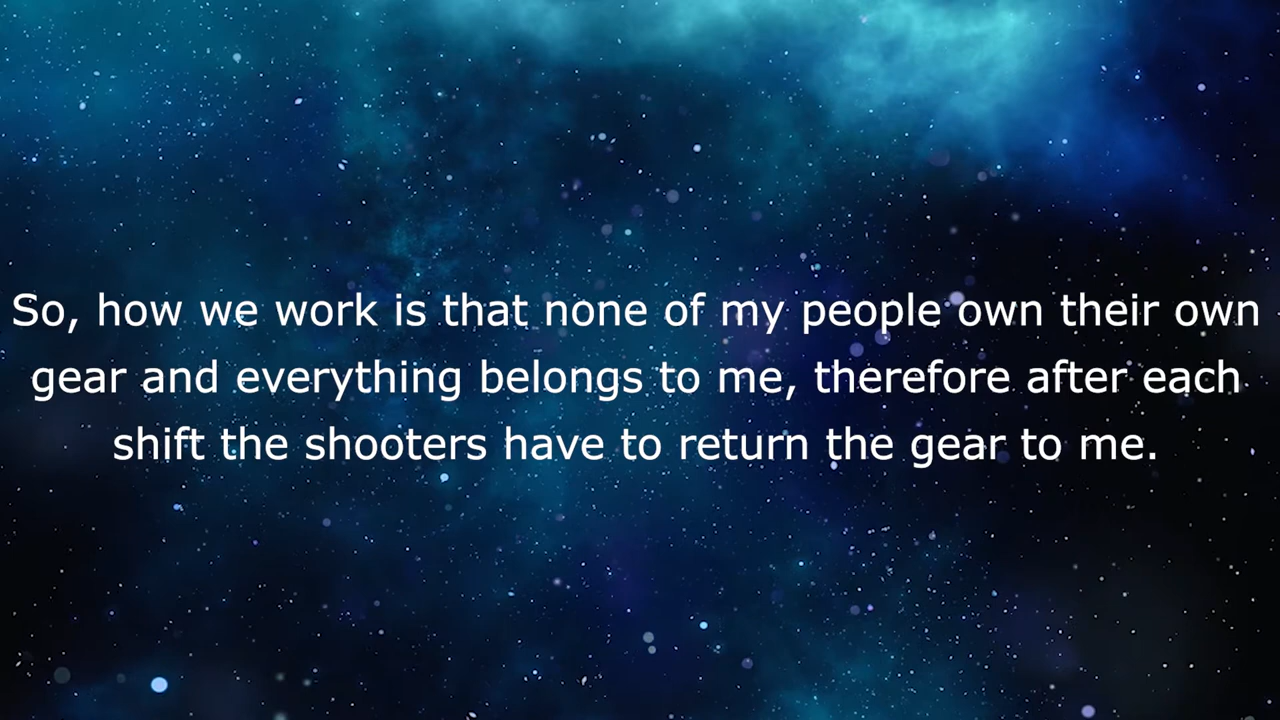 So, how we work is that none of my people own their own
gear and everything belongs to me, therefore after each
shift the shooters have to return the gear to me.